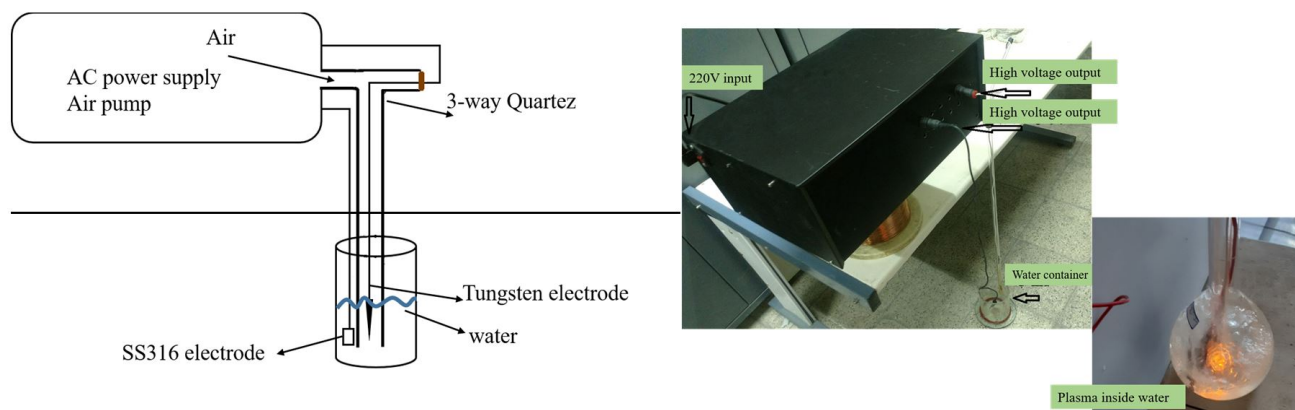 Air
AC power supply
Air pump
3-way Quartez
Tungsten electrode
water
SS316 electrode
220V input
High voltage output
High voltage output
Water container
Plasma inside water